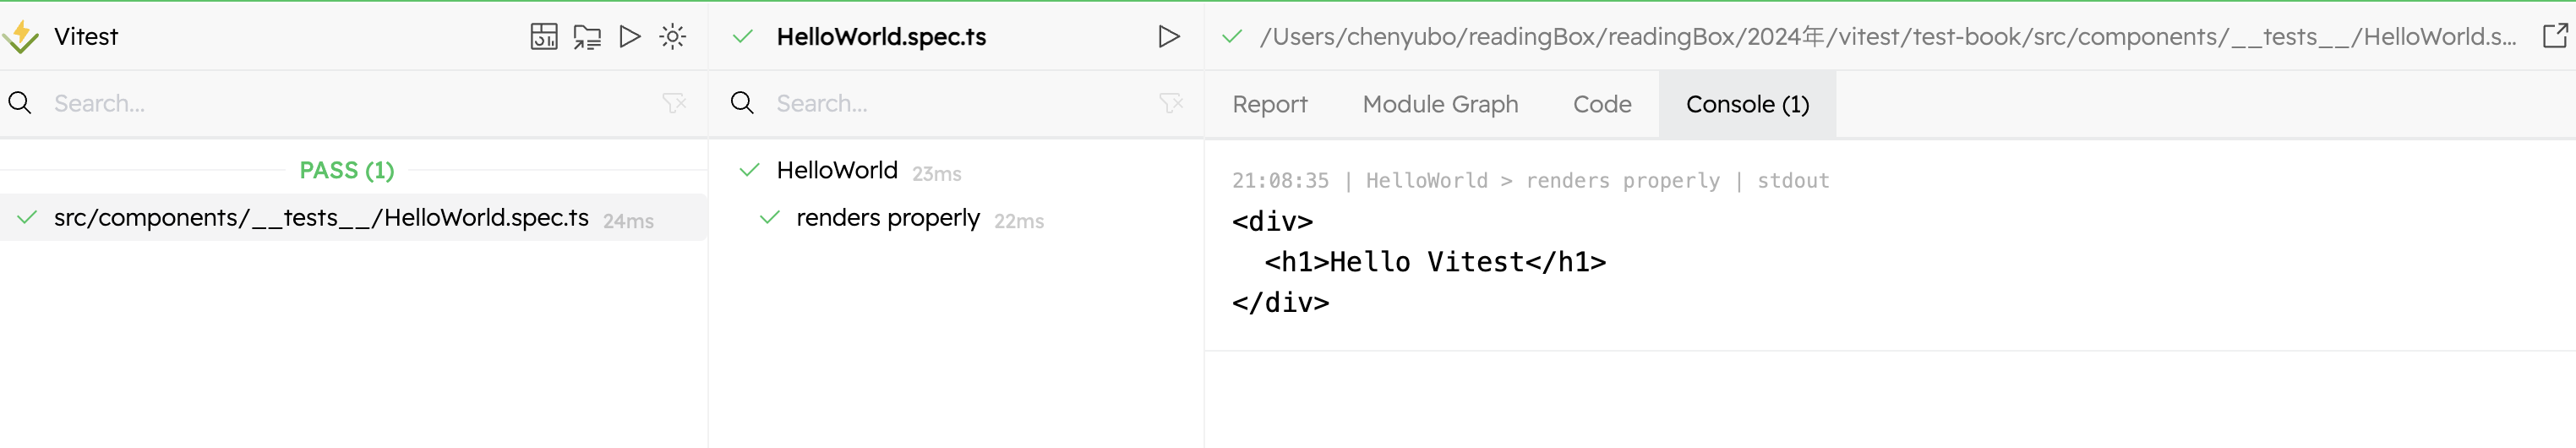 Vitest
Search...
PASS (1)
src/components/__tests__/HelloWorld.spec.ts 24ms
HelloWorld.spec.ts
Search...
HelloWorld 23ms
renders properly 22ms
/Users/chenyubo/readingBox/readingBox/2024年/vitest/test-book/src/components/__tests__/HelloWorld.s...
Report Module Graph Code Console (1)
21:08:35 | HelloWorld > renders properly | stdout
<div>
  <h1>Hello Vitest</h1>
</div>